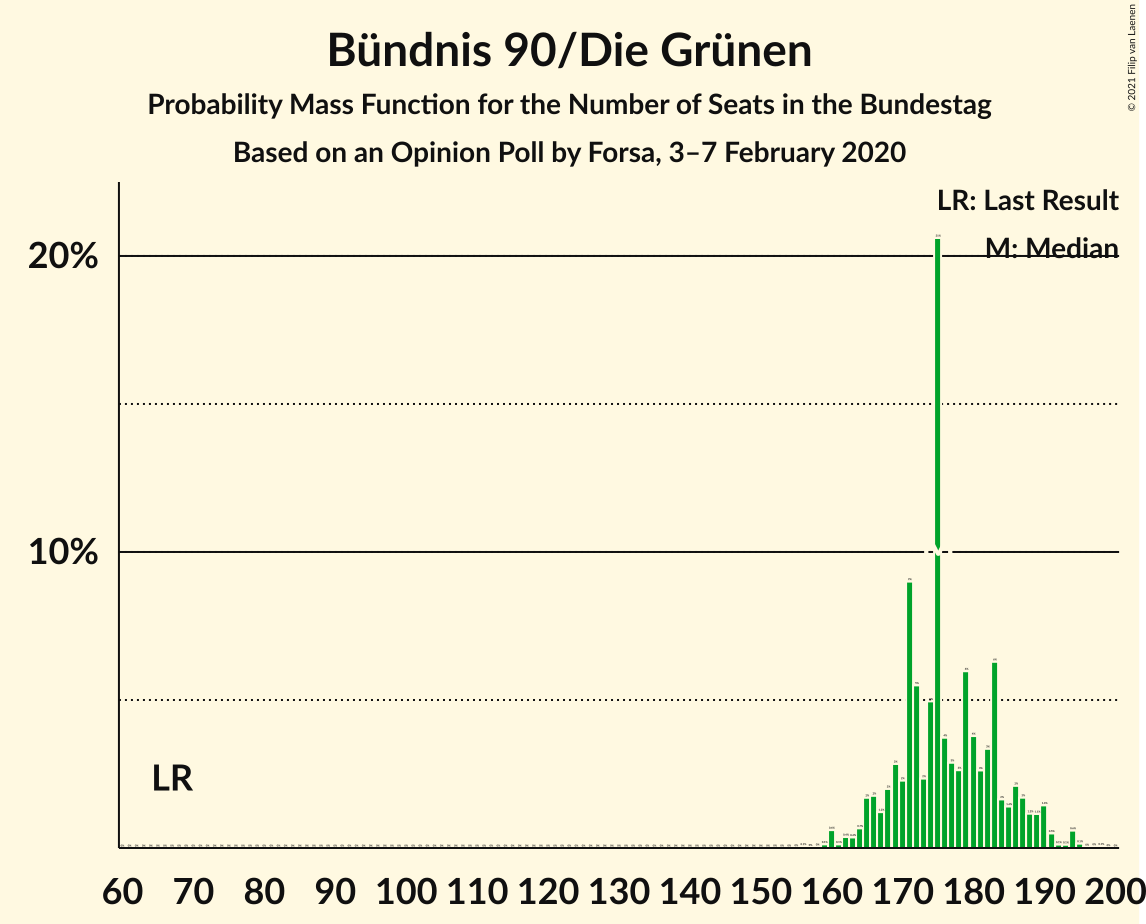 Bündnis 90/Die Grünen
Probability Mass Function for the Number of Seats in the Bundestag
Based on an Opinion Poll by Forsa, 3–7 February 2020
© 2021 Filip van Laenen
LR: Last Result
M: Median
20%
10%
LR
60 70 80 90 100 110 120 130 140 150 160 170 180 190 200